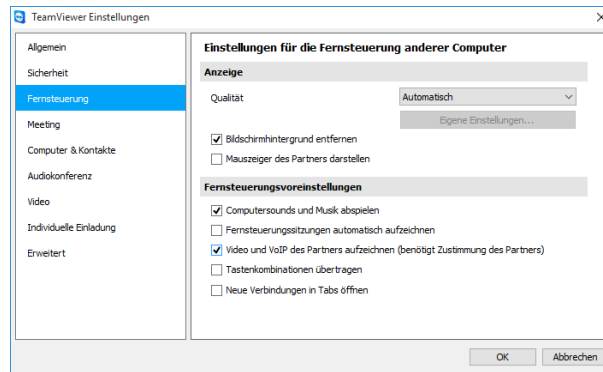 TeamViewer Einstellungen
Allgemein
Sicherheit
Fernsteuerung
Meeting
Computer & Kontakte
Audiokonferenz
Video
Individuelle Einladung
Erweitert
Einstellungen für die Fernsteuerung anderer Computer
Anzeige
Qualität
Automatisch
Eigene Einstellungen...
Bildschirmhintergrund entfernen
Mauszeiger des Partners darstellen
Fernsteuerungsvoreinstellungen
Computersounds und Musik abspielen
Fernsteuerungssitzungen automatisch aufzeichnen
Video und VoIP des Partners aufzeichnen (benötigt Zustimmung des Partners)
Tastenkombinationen übertragen
Neue Verbindungen in Tabs öffnen
OK
Abbrechen